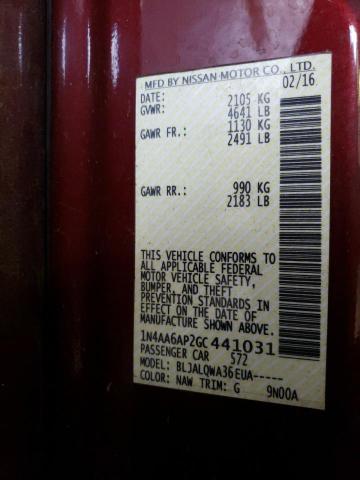 MFD BY NISSAN MOTOR CO., LTD.
DATE: 02/16
GVWR: 2105 KG
4641 LB
GAWR FR.: 1130 KG
2491 LB
GAWR RR.: 990 KG
2183 LB
THIS VEHICLE CONFORMS TO
ALL APPLICABLE FEDERAL
MOTOR VEHICLE SAFETY,
BUMPER, AND THEFT
PREVENTION STANDARDS IN
EFFECT ON THE DATE OF
MANUFACTURE SHOWN ABOVE.
1N4AA6AP2GC441031
PASSENGER CAR 572
MODEL: BLJALQWA36EUA-----
COLOR: NAW TRIM: G 9N00A